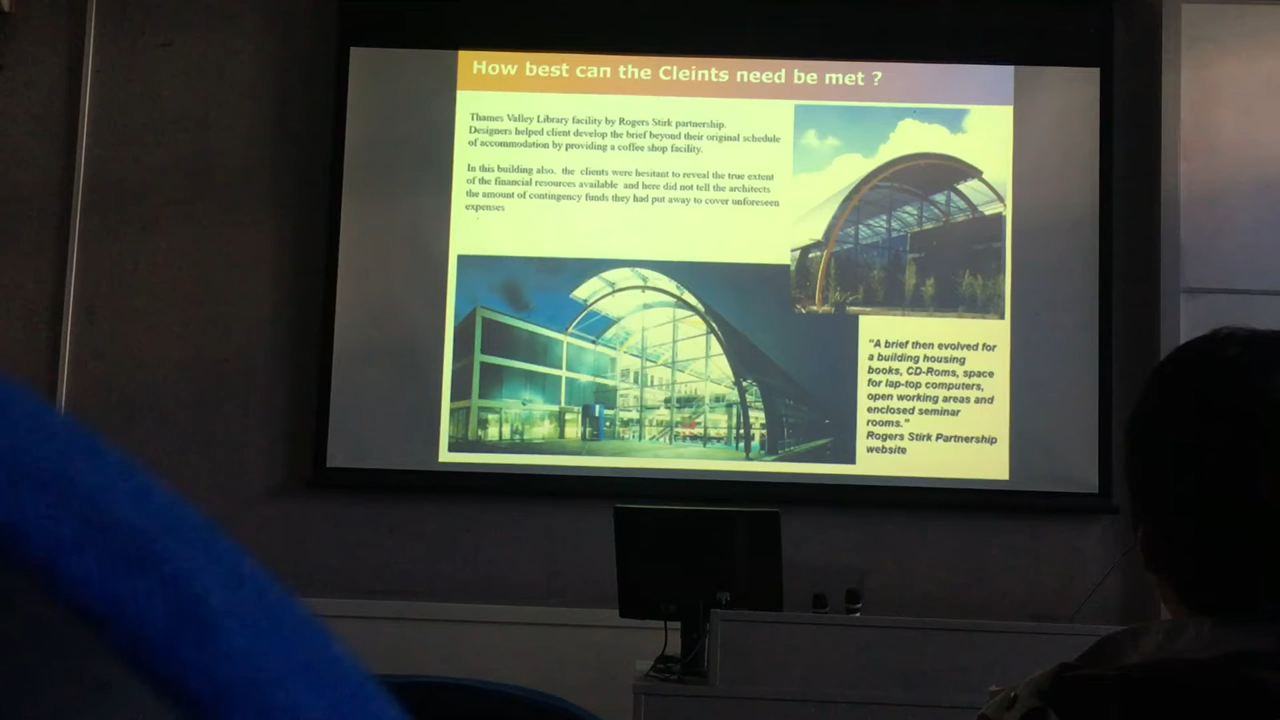 How best can the Cleints need be met ?
Thames Valley Library facility by Rogers Stirk partnership.
Designers helped client develop the brief beyond their original schedule
of accommodation by providing a coffee shop facility.
In this building also, the clients were hesitant to reveal the true extent
of the financial resources available and here did not tell the architects
the amount of contingency funds they had put away to cover unforeseen
expenses
"A brief then evolved for
a building housing
books, CD-Roms, space
for lap-top computers,
open working areas and
enclosed seminar
rooms."
Rogers Stirk Partnership
website